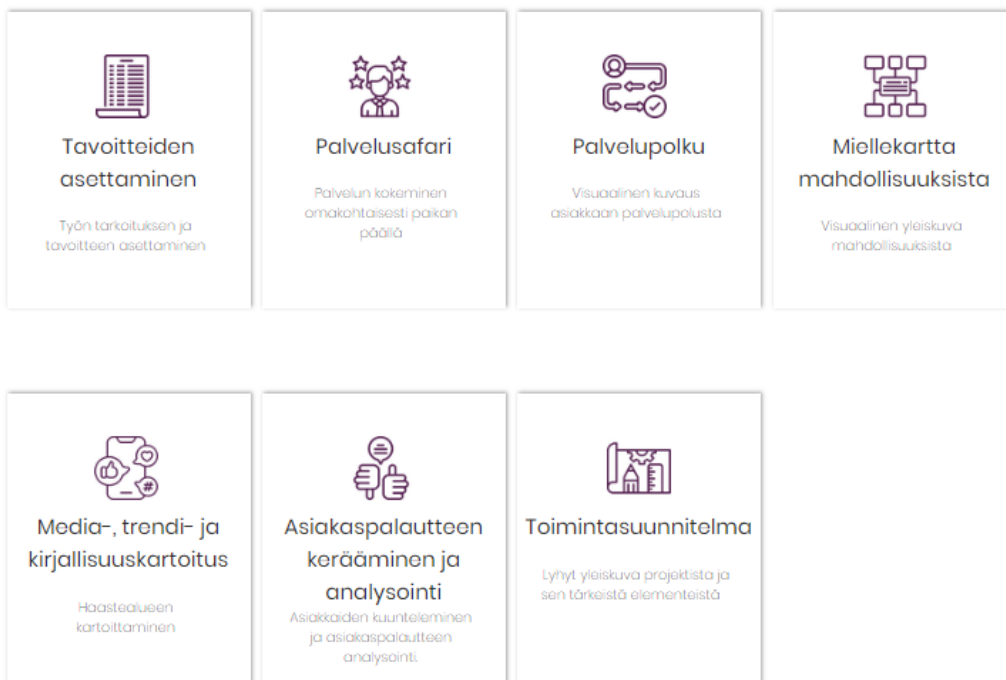 Tavoitteiden
asettaminen
Työn tarkoituksen ja
tavoitteen asettaminen
Palvelusafari
Palvelun kokeminen
omakohtaisesti paikan
päällä
Palvelupolku
Visuaalinen kuvaus
asiakkaan palvelupolusta
Miellekartta
mahdollisuuksista
Visuaalinen yleiskuva
mahdollisuuksista
Media-, trendi- ja
kirjallisuuskartoitus
Haastealueen
kartoittaminen
Asiakaspalautteen
kerääminen ja
analysointi
Asiakkaiden kuunteleminen
ja asiakaspalautteen
analysointi.
Toimintasuunnitelma
Lyhyt yleiskuva projektista ja
sen tärkeistä elementeistä
#